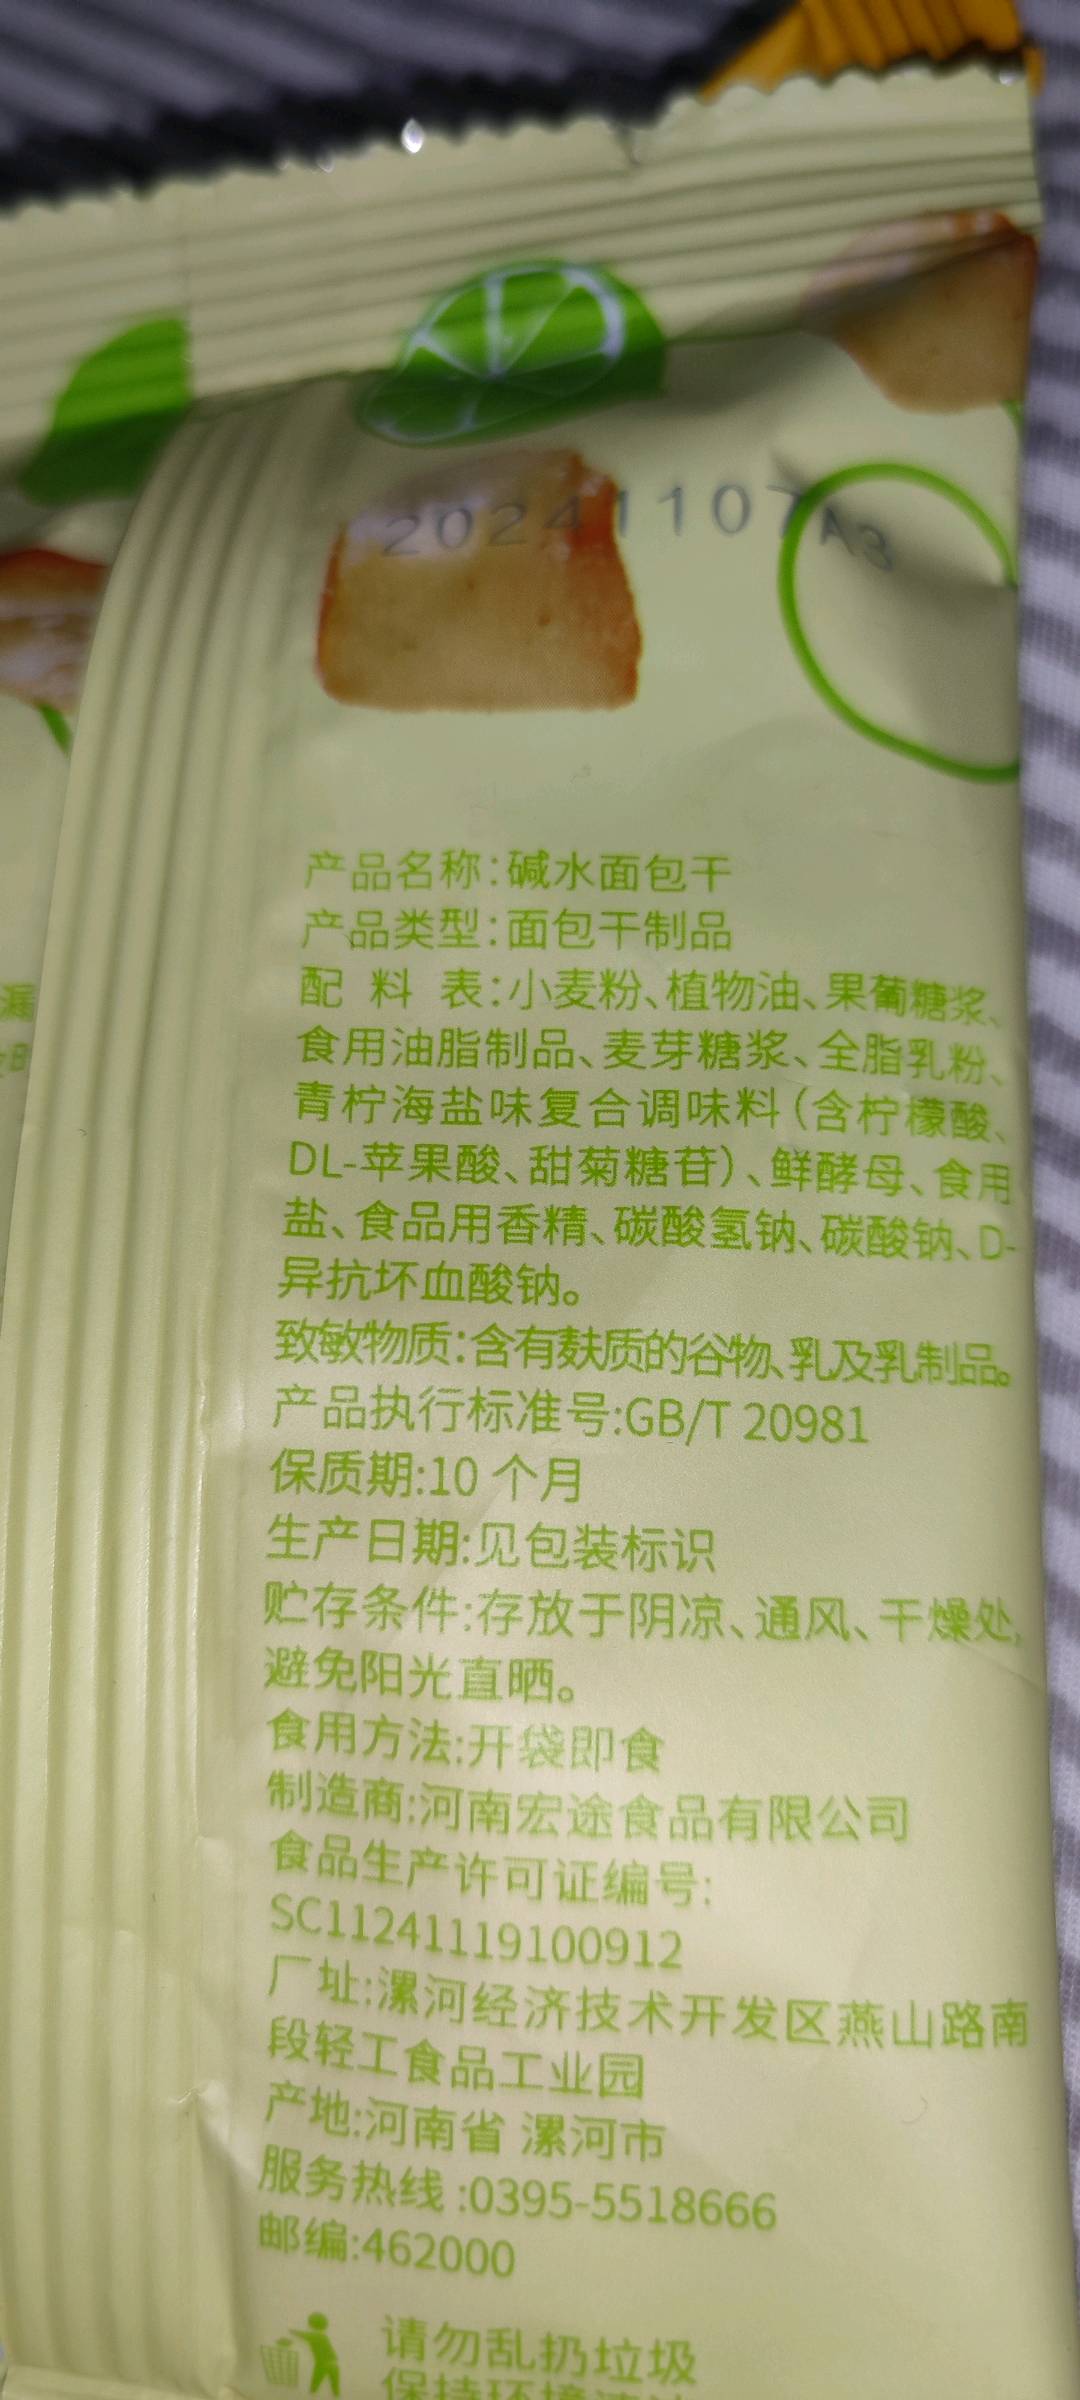 20241107A3
漏
产品名称:碱水面包干
产品类型:面包干制品
配 料 表:小麦粉、植物油、果葡糖浆、
食用油脂制品、麦芽糖浆、全脂乳粉、
青柠海盐味复合调味料(含柠檬酸、
DL-苹果酸、甜菊糖苷)、鲜酵母、食用
盐、食品用香精、碳酸氢钠、碳酸钠、D-
异抗坏血酸钠。
致敏物质:含有麸质的谷物、乳及乳制品。
产品执行标准号:GB/T 20981
保质期:10 个月
生产日期:见包装标识
贮存条件:存放于阴凉、通风、干燥处,
避免阳光直晒。
食用方法:开袋即食
制造商:河南宏途食品有限公司
食品生产许可证编号:
SC11241119100912
厂址:漯河经济技术开发区燕山路南
段轻工食品工业园
产地:河南省 漯河市
服务热线:0395-5518666
邮编:462000
请勿乱扔垃圾
保持环境